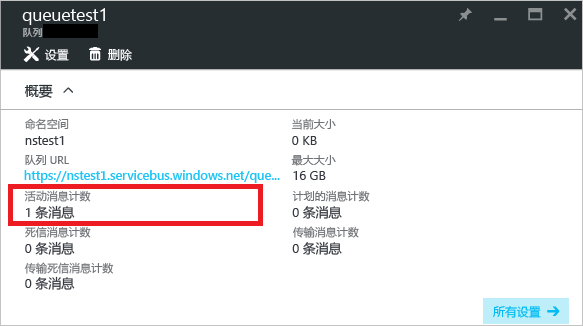 queuetest1
队列
设置 删除
概要
命名空间 当前大小
nstest1 0 KB
队列 URL 最大大小
https://nstest1.servicebus.windows.net/que... 16 GB
活动消息计数 计划的消息计数
1 条消息 0 条消息
死信消息计数 传输消息计数
0 条消息 0 条消息
传输死信消息计数
0 条消息
所有设置